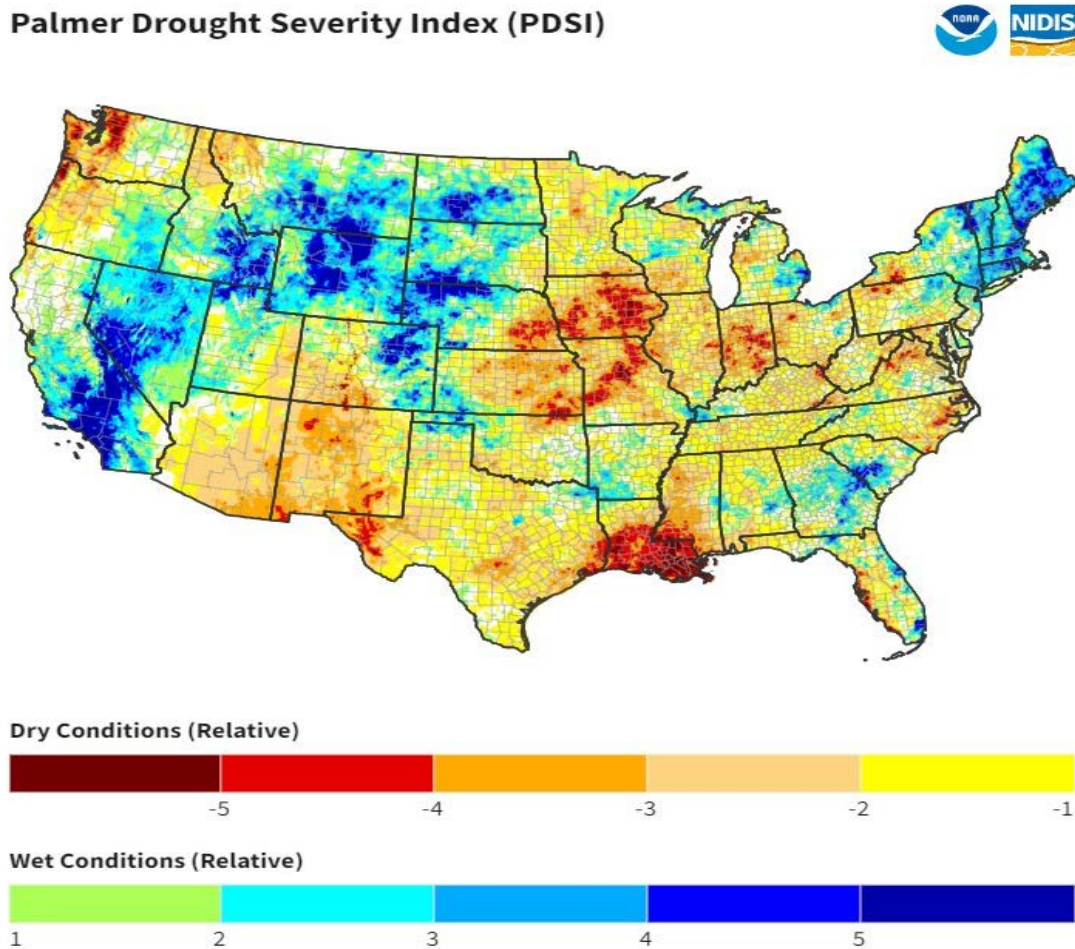 Palmer Drought Severity Index (PDSI)
NOAA
NIDIS
Dry Conditions (Relative)
-5 -4 -3 -2 -1
Wet Conditions (Relative)
1 2 3 4 5